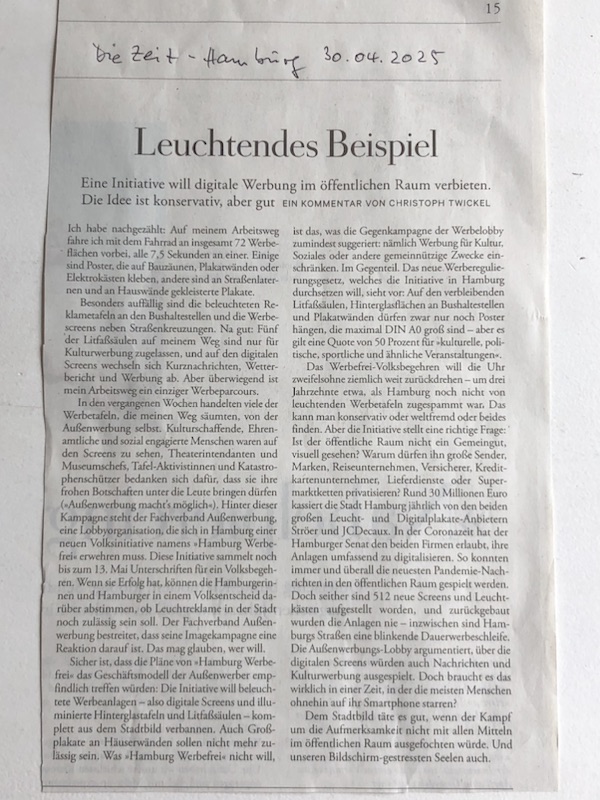 15
Die Zeit - Hamburg 30.04.2025
Leuchtendes Beispiel
Eine Initiative will digitale Werbung im öffentlichen Raum verbieten.
Die Idee ist konservativ, aber gut EIN KOMMENTAR VON CHRISTOPH TWICKEL
Ich habe nachgezählt: Auf meinem Arbeitsweg
fahre ich mit dem Fahrrad an insgesamt 72 Werbe-
flächen vorbei, alle 7,5 Sekunden an einer. Einige
sind Poster, die auf Bauzäunen, Plakatwänden oder
Elektrokästen kleben, andere sind an Straßenlater-
nen und an Hauswände gekleisterte Plakate.
Besonders auffällig sind die beleuchteten Re-
klametafeln an den Bushaltestellen und die Werbe-
screens neben Straßenkreuzungen. Na gut: Fünf
der Litfaßsäulen auf meinem Weg sind nur für
Kulturwerbung zugelassen, und auf den digitalen
Screens wechseln sich Kurznachrichten, Wetter-
bericht und Werbung ab. Aber überwiegend ist
mein Arbeitsweg ein einziger Werbeparcours.
In den vergangenen Wochen handelten viele der
Werbetafeln, die meinen Weg säumten, von der
Außenwerbung selbst. Kulturschaffende, Ehren-
amtliche und sozial engagierte Menschen waren auf
den Screens zu sehen, Theaterintendanten und
Museumschefs, Tafel-Aktivistinnen und Katastro-
phenschützer bedanken sich dafür, dass sie ihre
frohen Botschaften unter die Leute bringen dürfen
(»Außenwerbung macht's möglich«). Hinter dieser
Kampagne steht der Fachverband Außenwerbung,
eine Lobbyorganisation, die sich in Hamburg einer
neuen Volksinitiative namens »Hamburg Werbe-
frei« erwehren muss. Diese Initiative sammelt noch
bis zum 13. Mai Unterschriften für ein Volksbegeh-
ren. Wenn sie Erfolg hat, können die Hamburgerin-
nen und Hamburger in einem Volksentscheid da-
rüber abstimmen, ob Leuchtreklame in der Stadt
noch zulässig sein soll. Der Fachverband Außen-
werbung bestreitet, dass seine Imagekampagne eine
Reaktion darauf ist. Das mag glauben, wer will.
Sicher ist, dass die Pläne von »Hamburg Werbe-
frei« das Geschäftsmodell der Außenwerber emp-
findlich treffen würden: Die Initiative will beleuch-
tete Werbeanlagen – also digitale Screens und illu-
minierte Hinterglastafeln und Litfaßsäulen – kom-
plett aus dem Stadtbild verbannen. Auch Groß-
plakate an Häuserwänden sollen nicht mehr zu-
lässig sein. Was »Hamburg Werbefrei« nicht will,
ist das, was die Gegenkampagne der Werbelobby
zumindest suggeriert: nämlich Werbung für Kultur,
Soziales oder andere gemeinnützige Zwecke ein-
schränken. Im Gegenteil. Das neue Werberegulie-
rungsgesetz, welches die Initiative in Hamburg
durchsetzen will, sieht vor: Auf den verbleibenden
Litfaßsäulen, Hinterglasflächen an Bushaltestellen
und Plakatwänden dürfen zwar nur noch Poster
hängen, die maximal DIN A0 groß sind – aber es
gilt eine Quote von 50 Prozent für »kulturelle, poli-
tische, sportliche und ähnliche Veranstaltungen«.
Das Werbefrei-Volksbegehren will die Uhr
zweifelsohne ziemlich weit zurückdrehen – um drei
Jahrzehnte etwa, als Hamburg noch nicht von
leuchtenden Werbetafeln zugespammt war. Das
kann man konservativ oder weltfremd oder beides
finden. Aber die Initiative stellt eine richtige Frage:
Ist der öffentliche Raum nicht ein Gemeingut,
visuell gesehen? Warum dürfen ihn große Sender,
Marken, Reiseunternehmen, Versicherer, Kredit-
kartenunternehmer, Lieferdienste oder Super-
marktketten privatisieren? Rund 30 Millionen Euro
kassiert die Stadt Hamburg jährlich von den beiden
großen Leucht- und Digitalplakate-Anbietern
Ströer und JCDecaux. In der Coronazeit hat der
Hamburger Senat den beiden Firmen erlaubt, ihre
Anlagen umfassend zu digitalisieren. So konnten
immer und überall die neuesten Pandemie-Nach-
richten in den öffentlichen Raum gespielt werden.
Doch seither sind 512 neue Screens und Leucht-
kästen aufgestellt worden, und zurückgebaut
wurden die Anlagen nie – inzwischen sind Ham-
burgs Straßen eine blinkende Dauerwerbeschleife.
Die Außenwerbungs-Lobby argumentiert, über die
digitalen Screens würden auch Nachrichten und
Kulturwerbung ausgespielt. Doch braucht es das
wirklich in einer Zeit, in der die meisten Menschen
ohnehin auf ihr Smartphone starren?
Dem Stadtbild täte es gut, wenn der Kampf
um die Aufmerksamkeit nicht mit allen Mitteln
im öffentlichen Raum ausgefochten würde. Und
unseren Bildschirm-gestressten Seelen auch.